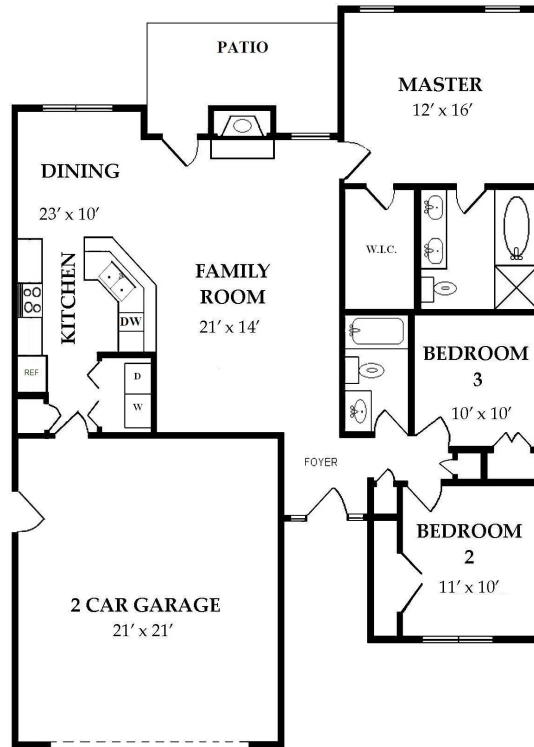 PATIO
MASTER
12' x 16'
DINING
23' x 10'
W.I.C.
KITCHEN
FAMILY
ROOM
21' x 14'
DW
REF
D
W
BEDROOM
3
10' x 10'
FOYER
BEDROOM
2
11' x 10'
2 CAR GARAGE
21' x 21'